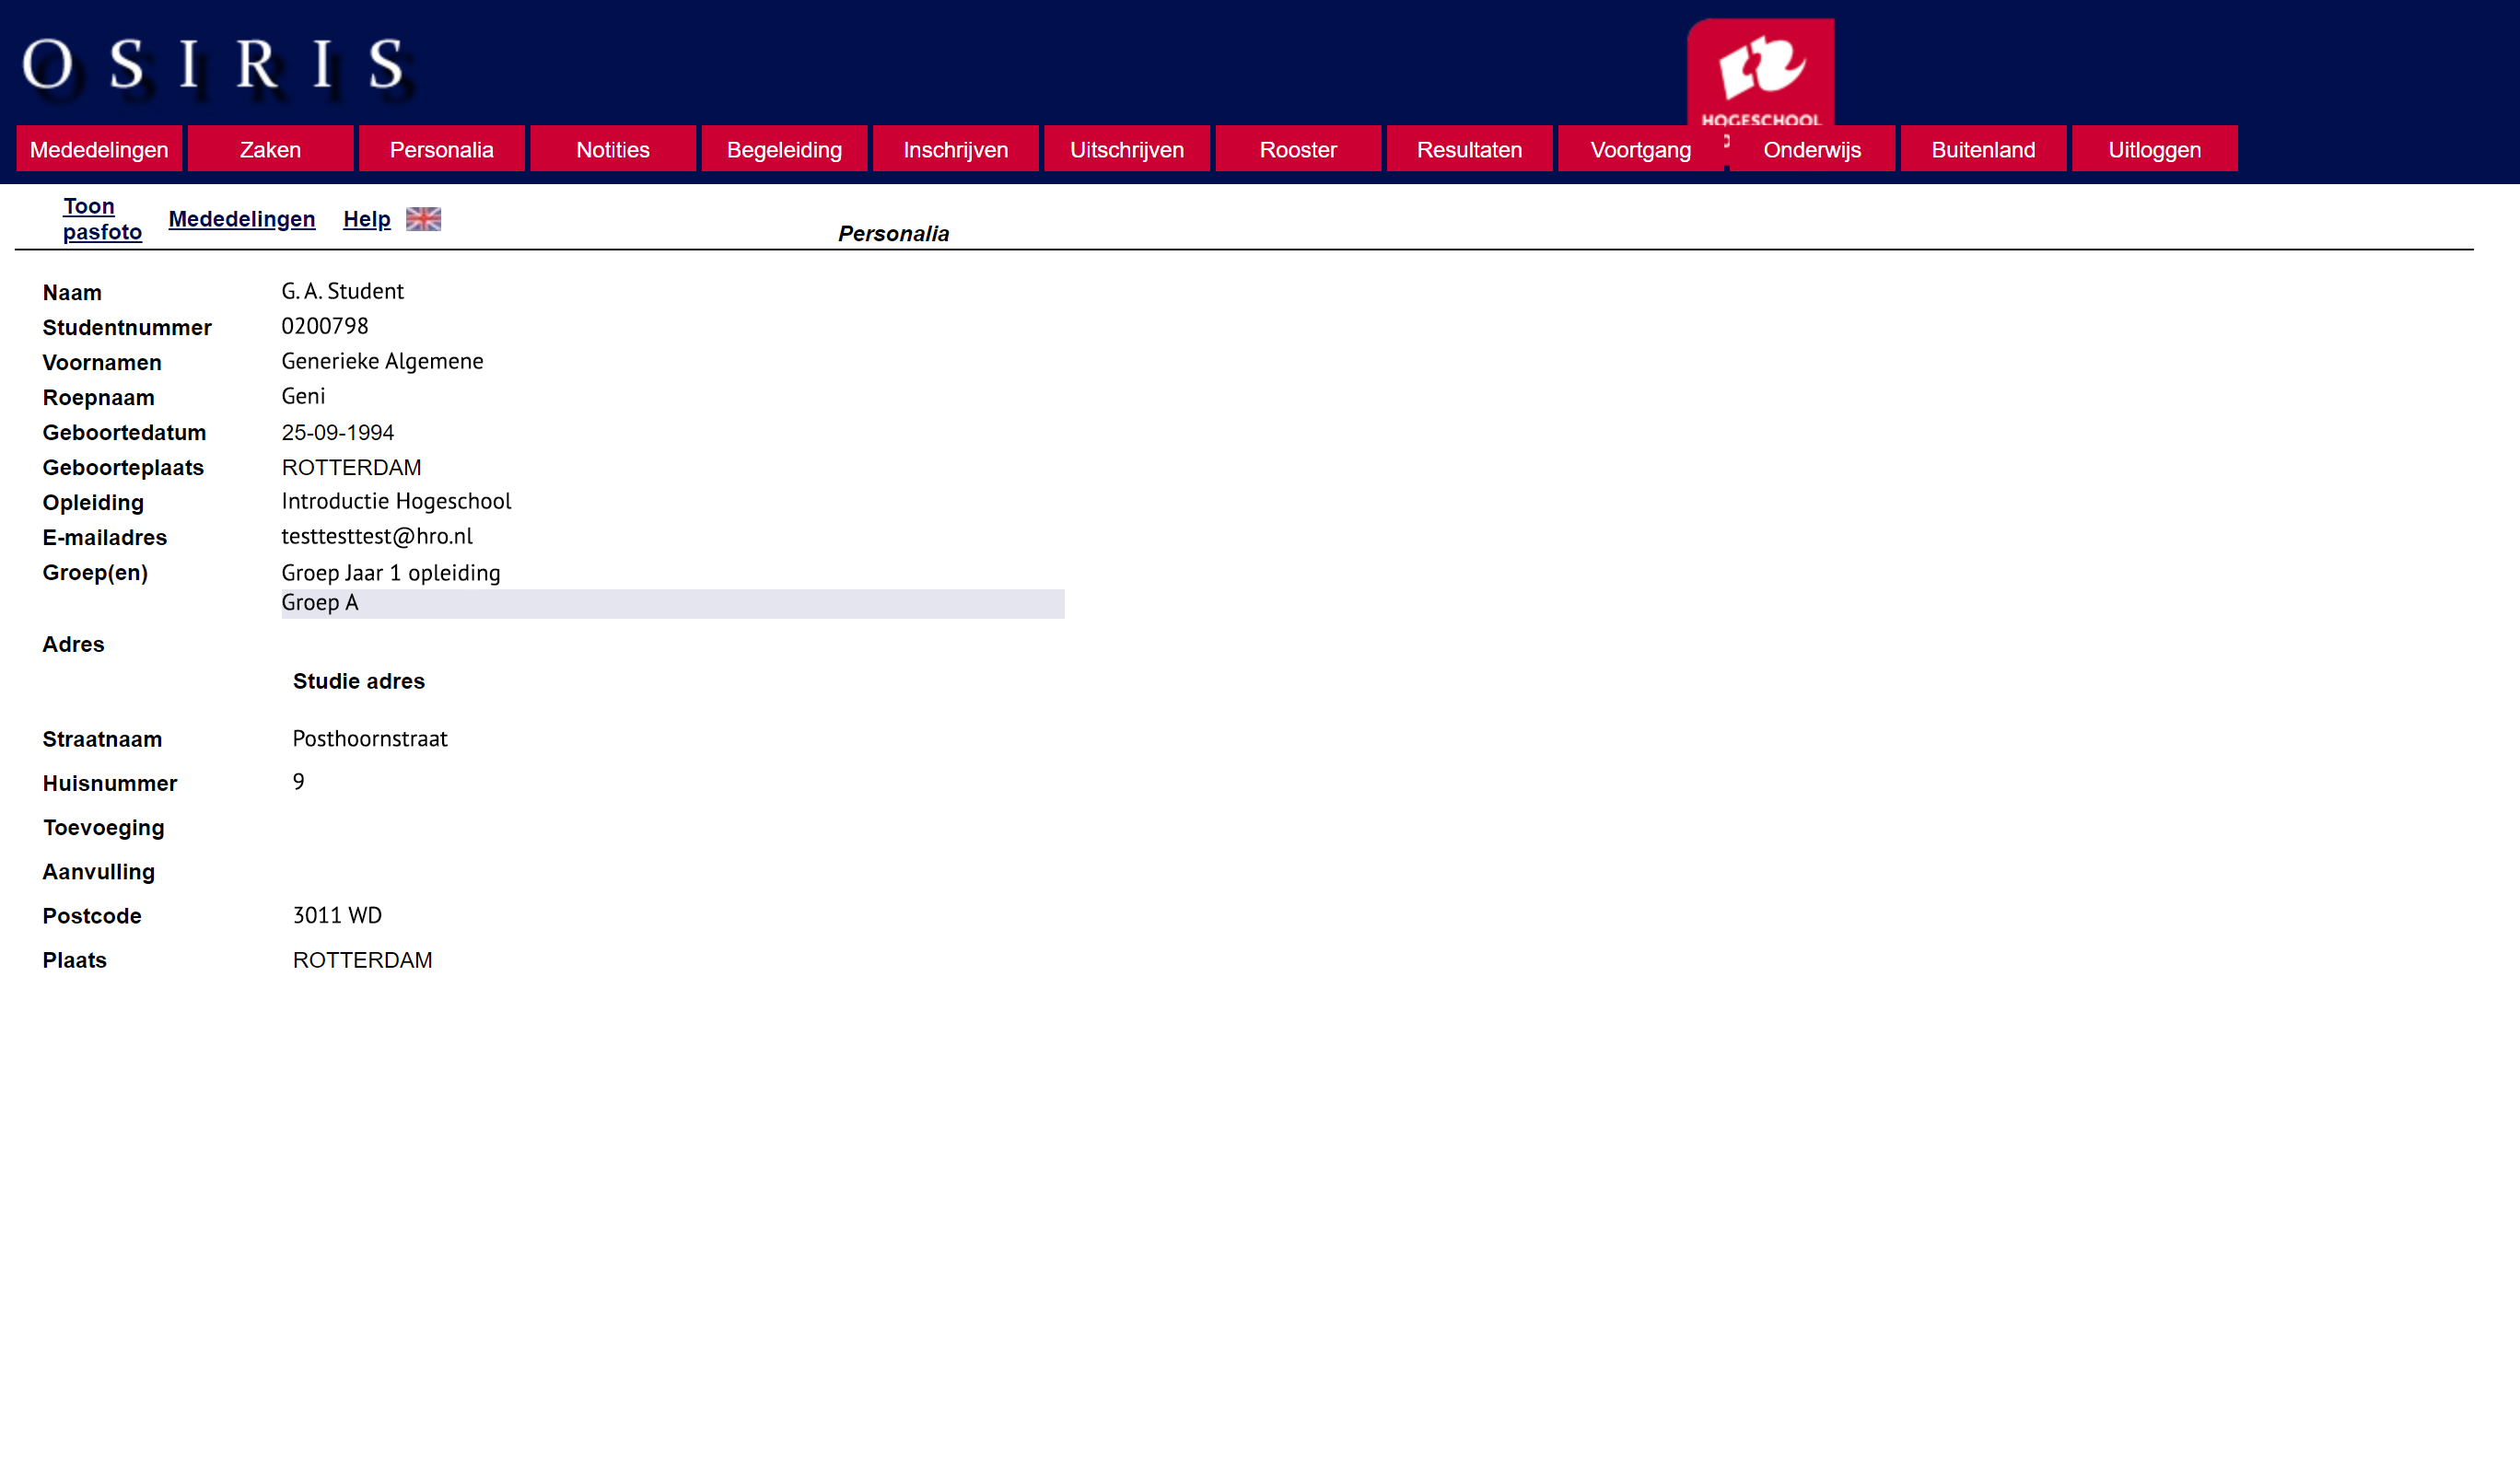 OSIRIS
HOGESCHOOL
Mededelingen Zaken Personalia Notities Begeleiding Inschrijven Uitschrijven Rooster Resultaten Voortgang Onderwijs Buitenland Uitloggen
Toon
pasfoto Mededelingen Help
Personalia
Naam G. A. Student
Studentnummer 0200798
Voornamen Generieke Algemene
Roepnaam Geni
Geboortedatum 25-09-1994
Geboorteplaats ROTTERDAM
Opleiding Introductie Hogeschool
E-mailadres testtesttest@hro.nl
Groep(en) Groep Jaar 1 opleiding
Groep A
Adres
Studie adres
Straatnaam Posthoornstraat
Huisnummer 9
Toevoeging
Aanvulling
Postcode 3011 WD
Plaats ROTTERDAM